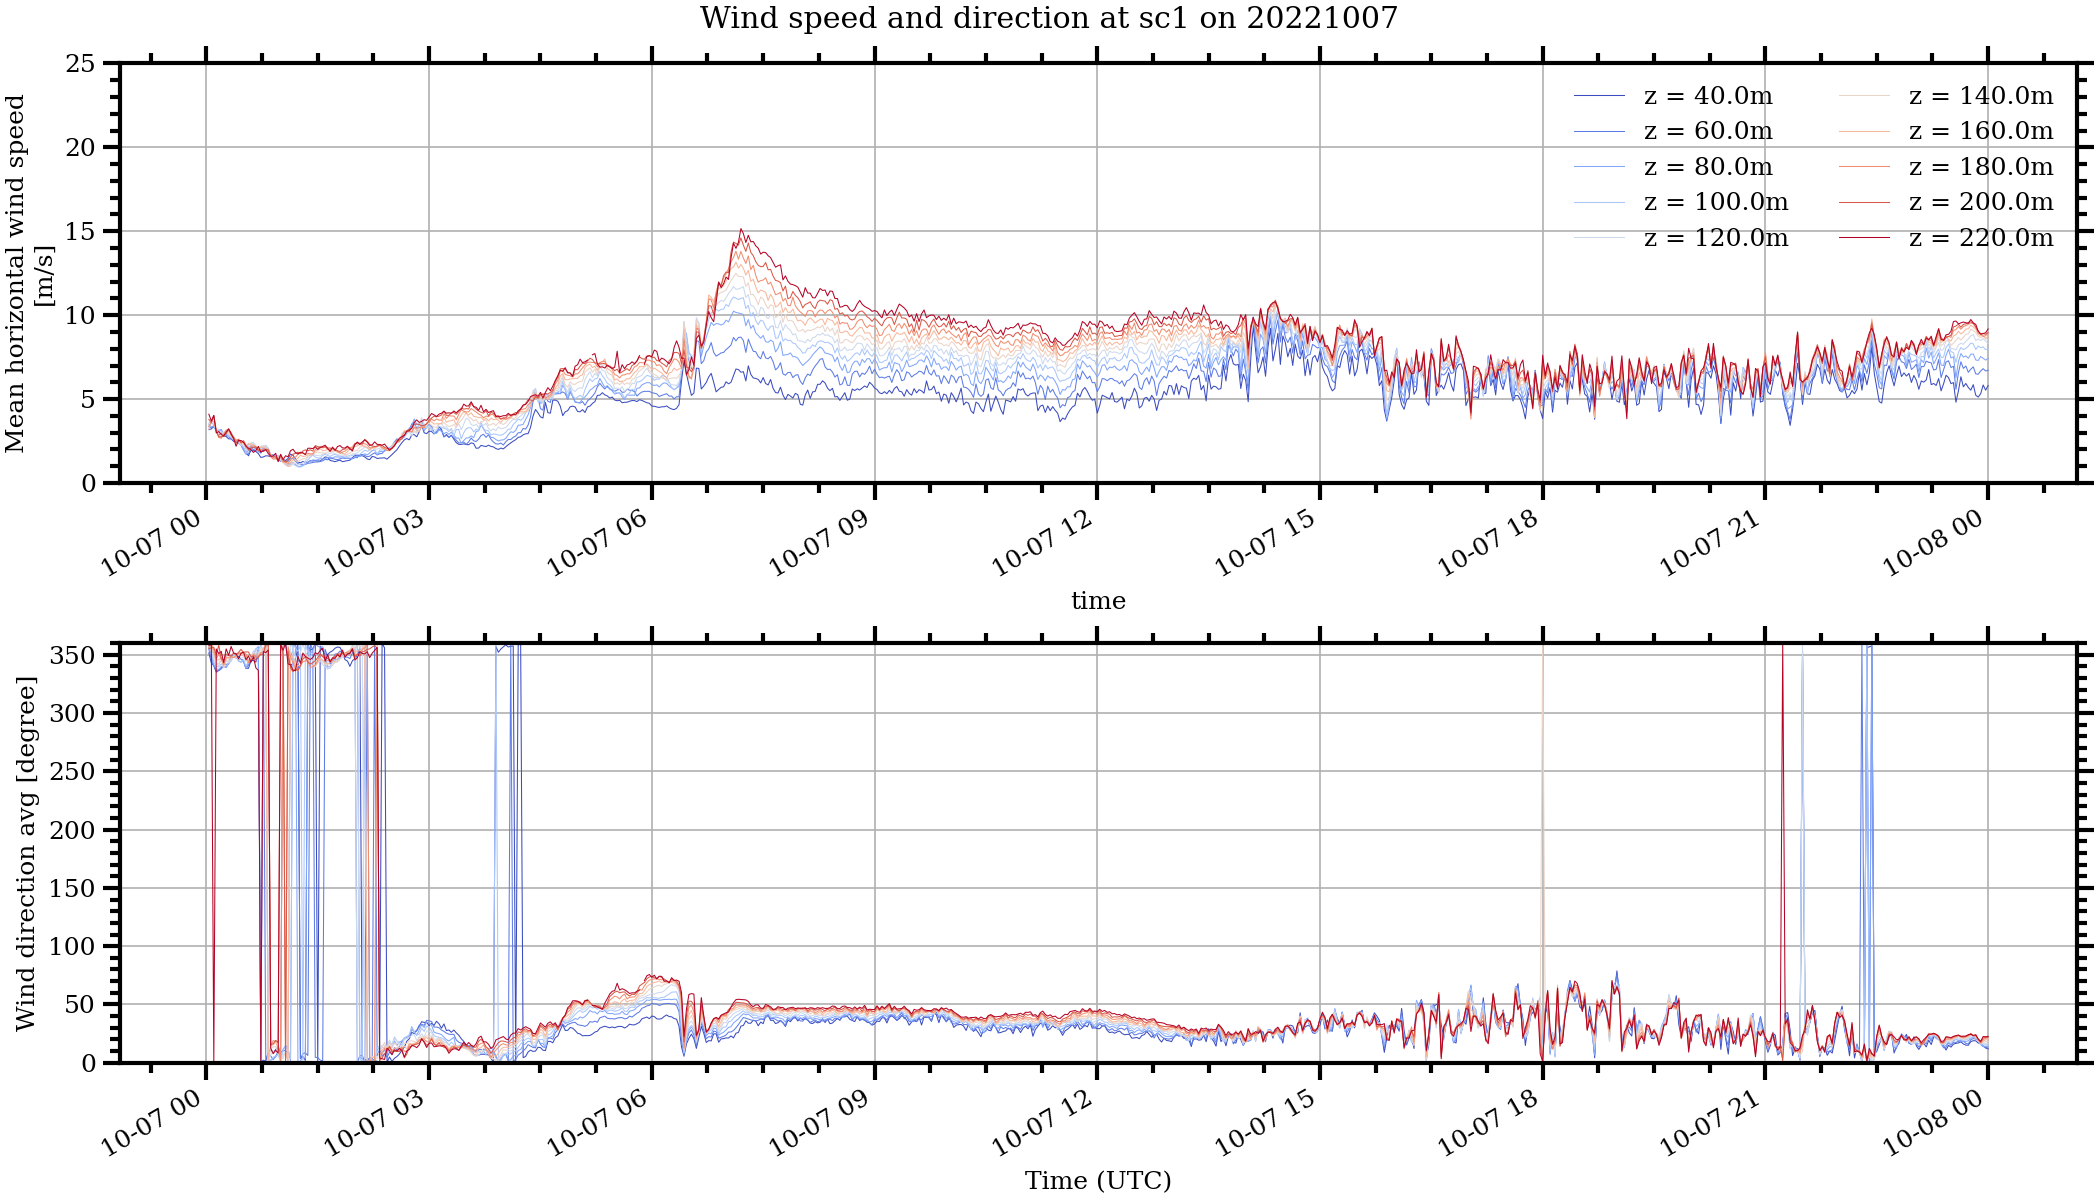 Wind speed and direction at sc1 on 20221007
Mean horizontal wind speed
[m/s]
25
20
15
10
5
0
z = 40.0m
z = 60.0m
z = 80.0m
z = 100.0m
z = 120.0m
z = 140.0m
z = 160.0m
z = 180.0m
z = 200.0m
z = 220.0m
10-07 00
10-07 03
10-07 06
10-07 09
10-07 12
10-07 15
10-07 18
10-07 21
10-08 00
time
Wind direction avg [degree]
350
300
250
200
150
100
50
0
10-07 00
10-07 03
10-07 06
10-07 09
10-07 12
10-07 15
10-07 18
10-07 21
10-08 00
Time (UTC)